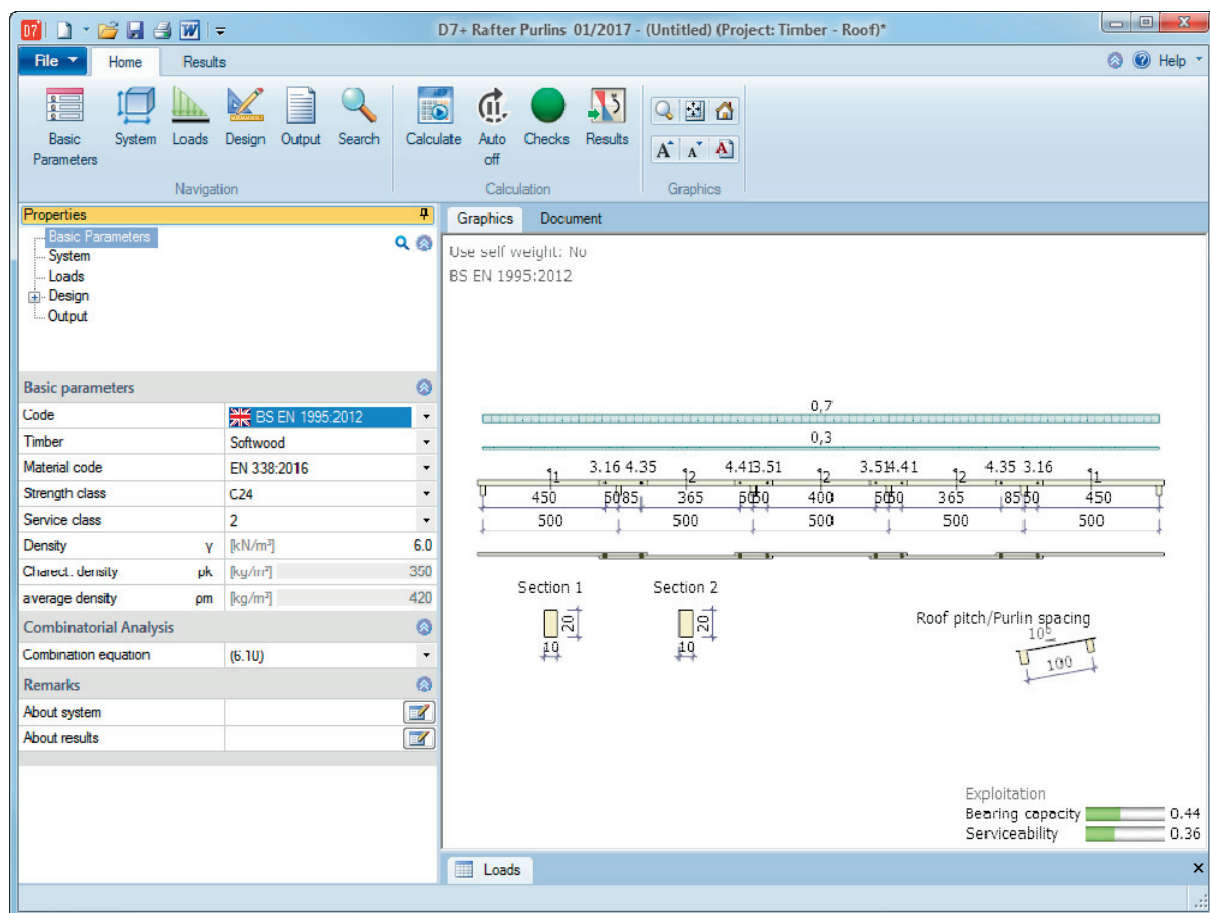 D7+ Rafter Purlins 01/2017 - (Untitled) (Project: Timber - Roof)*
File Home Results Help
Basic Parameters System Loads Design Output Search Calculate Auto off Checks Results
Navigation Calculation Graphics
Properties
Basic Parameters
System
Loads
Design
Output
Basic parameters
Code BS EN 1995:2012
Timber Softwood
Material code EN 338:2016
Strength class C24
Service class 2
Density γ [kN/m³] 6.0
Charect. density ρk [kg/m³] 350
average density ρm [kg/m³] 420
Combinatorial Analysis
Combination equation (6.10)
Remarks
About system
About results
Graphics Document
Use self weight: No
BS EN 1995:2012
0,7
0,3
1 3.16 4.35 2 4.41 3.51 2 3.51 4.41 2 4.35 3.16 1
450 50 85 365 50 50 400 50 50 365 85 50 450
500 500 500 500 500
Section 1 Section 2
20 20
10 10
Roof pitch/Purlin spacing
10°
100
Exploitation
Bearing capacity 0.44
Serviceability 0.36
Loads